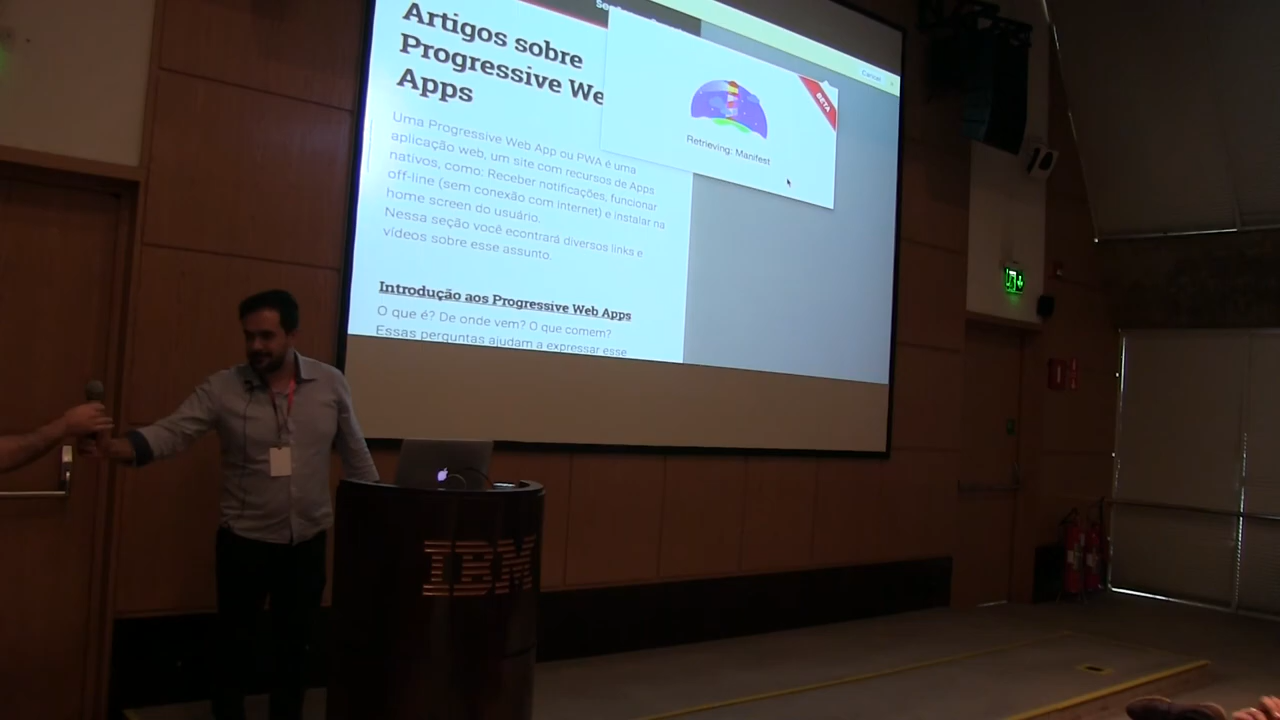 Artigos sobre
Progressive We
Apps
Uma Progressive Web App ou PWA é uma
aplicação web, um site com recursos de Apps
nativos, como: Receber notificações, funcionar
off-line (sem conexão com internet) e instalar na
home screen do usuário.
Nessa seção você econtrará diversos links e
vídeos sobre esse assunto.
Introdução aos Progressive Web Apps
O que é? De onde vem? O que comem?
Essas perguntas ajudam a expressar esse
Cancel
BETA
Retrieving: Manifest
IBM